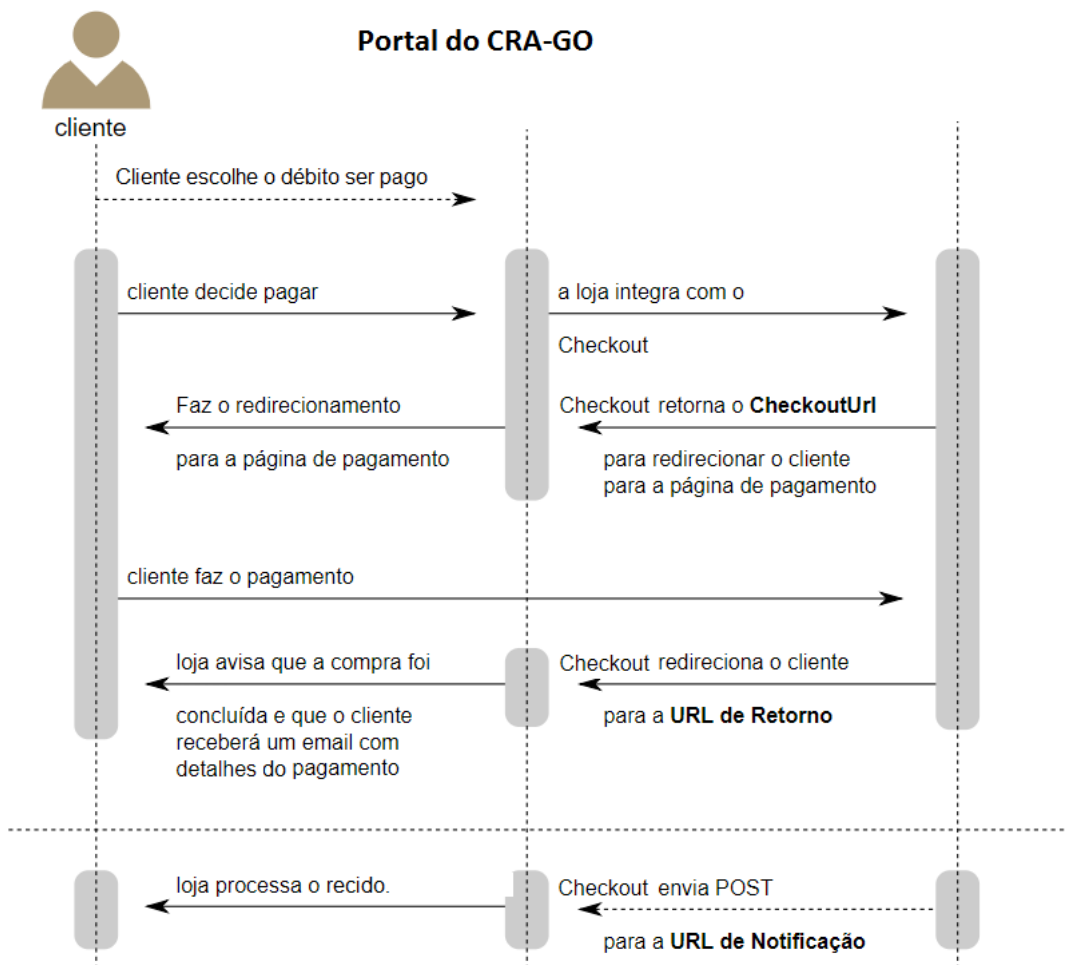 Portal do CRA-GO
cliente
Cliente escolhe o débito ser pago
cliente decide pagar
a loja integra com o
Checkout
Faz o redirecionamento
para a página de pagamento
Checkout retorna o CheckoutUrl
para redirecionar o cliente
para a página de pagamento
cliente faz o pagamento
loja avisa que a compra foi
concluída e que o cliente
receberá um email com
detalhes do pagamento
Checkout redireciona o cliente
para a URL de Retorno
loja processa o recido.
Checkout envia POST
para a URL de Notificação